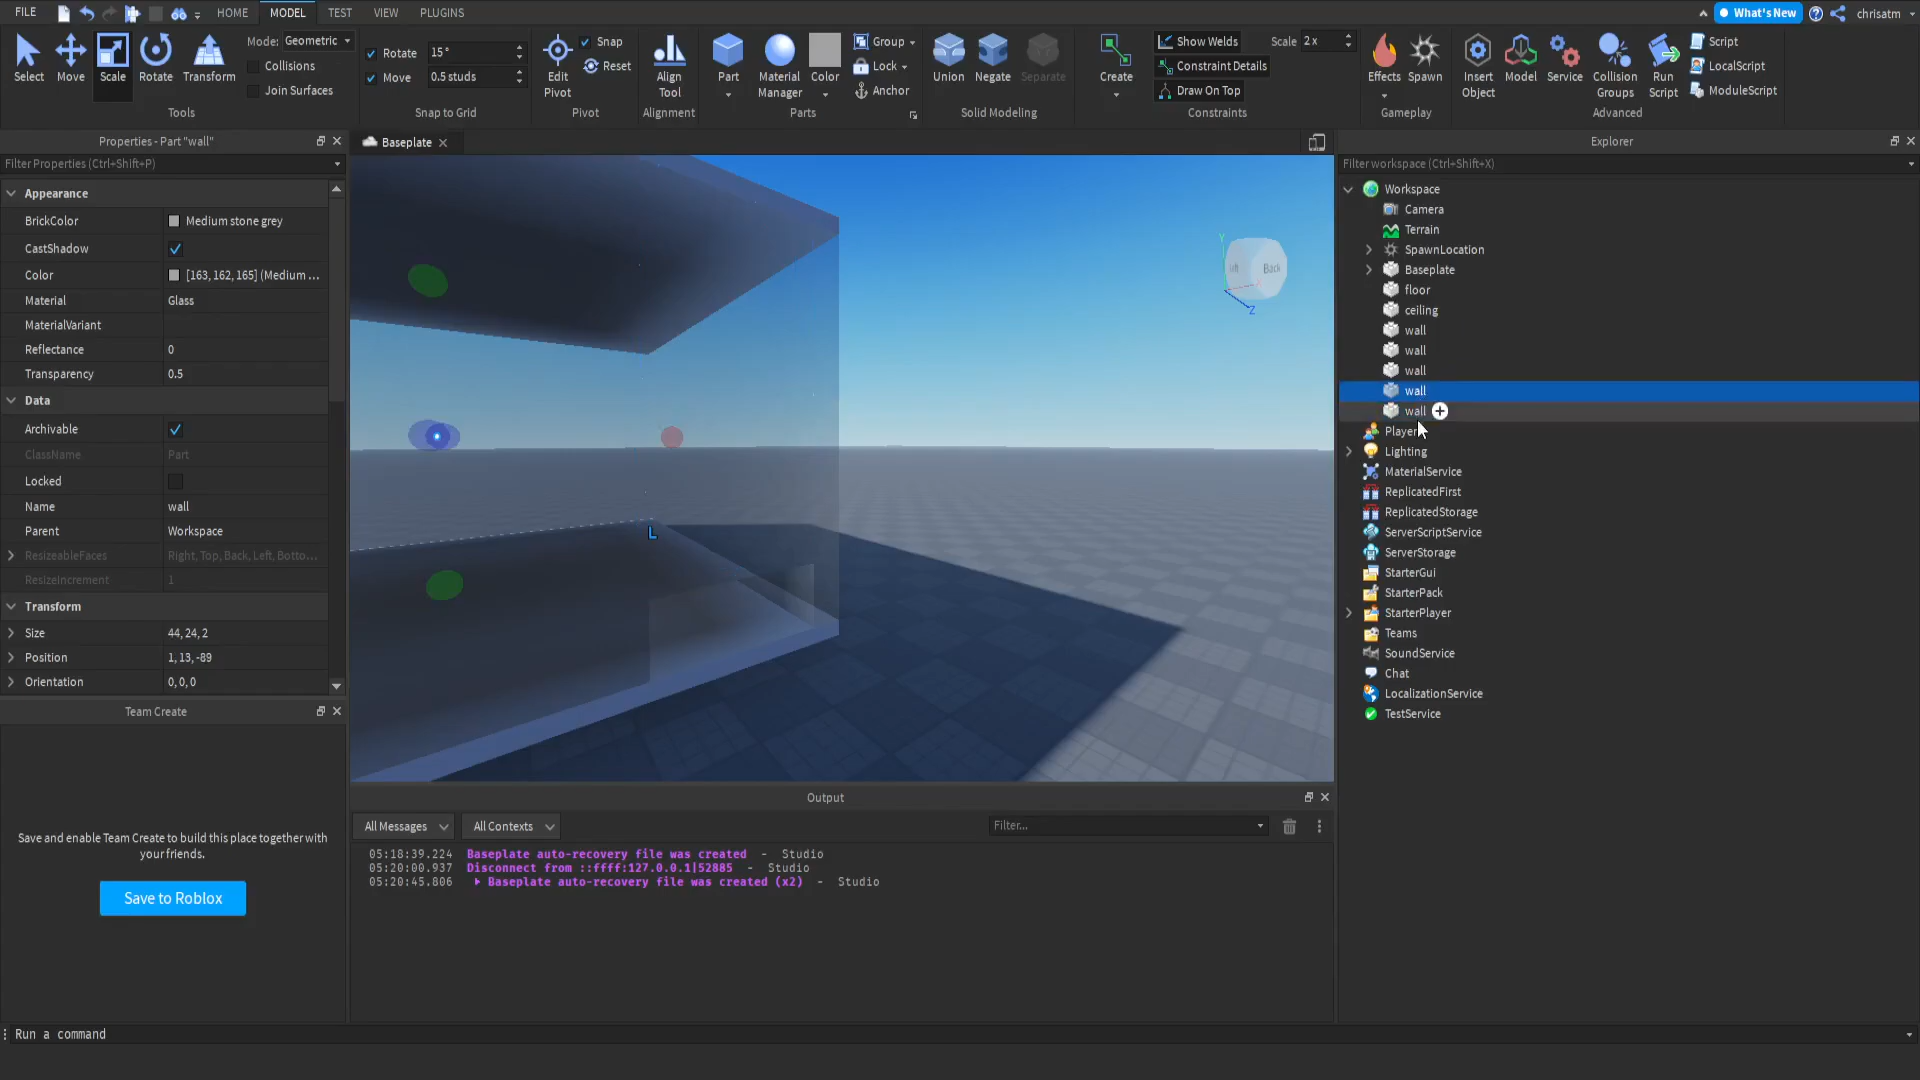 FILE HOME MODEL TEST VIEW PLUGINS What's New chrisatm
Select Move Scale Rotate Transform
Mode: Geometric
Collisions
Join Surfaces
Tools
Rotate 15°
Move 0.5 studs
Snap to Grid
Edit Pivot
Snap
Reset
Pivot
Align Tool
Alignment
Part Material Manager Color
Group
Lock
Anchor
Parts
Union Negate Separate
Solid Modeling
Create
Show Welds
Constraint Details
Draw On Top
Scale 2 x
Constraints
Effects Spawn
Gameplay
Insert Object Model Service Collision Groups Run Script
Script
LocalScript
ModuleScript
Advanced
Properties - Part "wall"
Filter Properties (Ctrl+Shift+P)
Appearance
BrickColor Medium stone grey
CastShadow
Color [163, 162, 165] (Medium ...
Material Glass
MaterialVariant
Reflectance 0
Transparency 0.5
Data
Archivable
ClassName Part
Locked
Name wall
Parent Workspace
ResizeableFaces Right, Top, Back, Left, Botto...
ResizeIncrement 1
Transform
Size 44, 24, 2
Position 1, 13, -89
Orientation 0, 0, 0
Team Create
Save and enable Team Create to build this place together with
your friends.
Save to Roblox
Baseplate
Y
Back
Z
L
Output
All Messages All Contexts Filter...
05:18:39.224 Baseplate auto-recovery file was created - Studio
05:20:00.937 Disconnect from ::ffff:127.0.0.1|52885 - Studio
05:20:45.806 Baseplate auto-recovery file was created (x2) - Studio
Explorer
Filter workspace (Ctrl+Shift+X)
Workspace
Camera
Terrain
SpawnLocation
Baseplate
floor
ceiling
wall
wall
wall
wall
wall
Player
Lighting
MaterialService
ReplicatedFirst
ReplicatedStorage
ServerScriptService
ServerStorage
StarterGui
StarterPack
StarterPlayer
Teams
SoundService
Chat
LocalizationService
TestService
Run a command